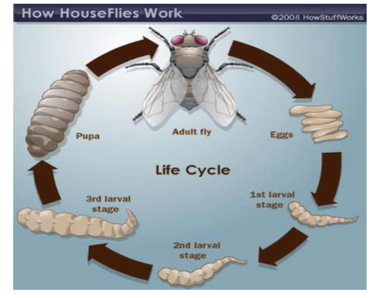 How HouseFlies Work
©2008 HowStuffWorks
Adult fly
Eggs
Pupa
Life Cycle
1st larval
stage
3rd larval
stage
2nd larval
stage